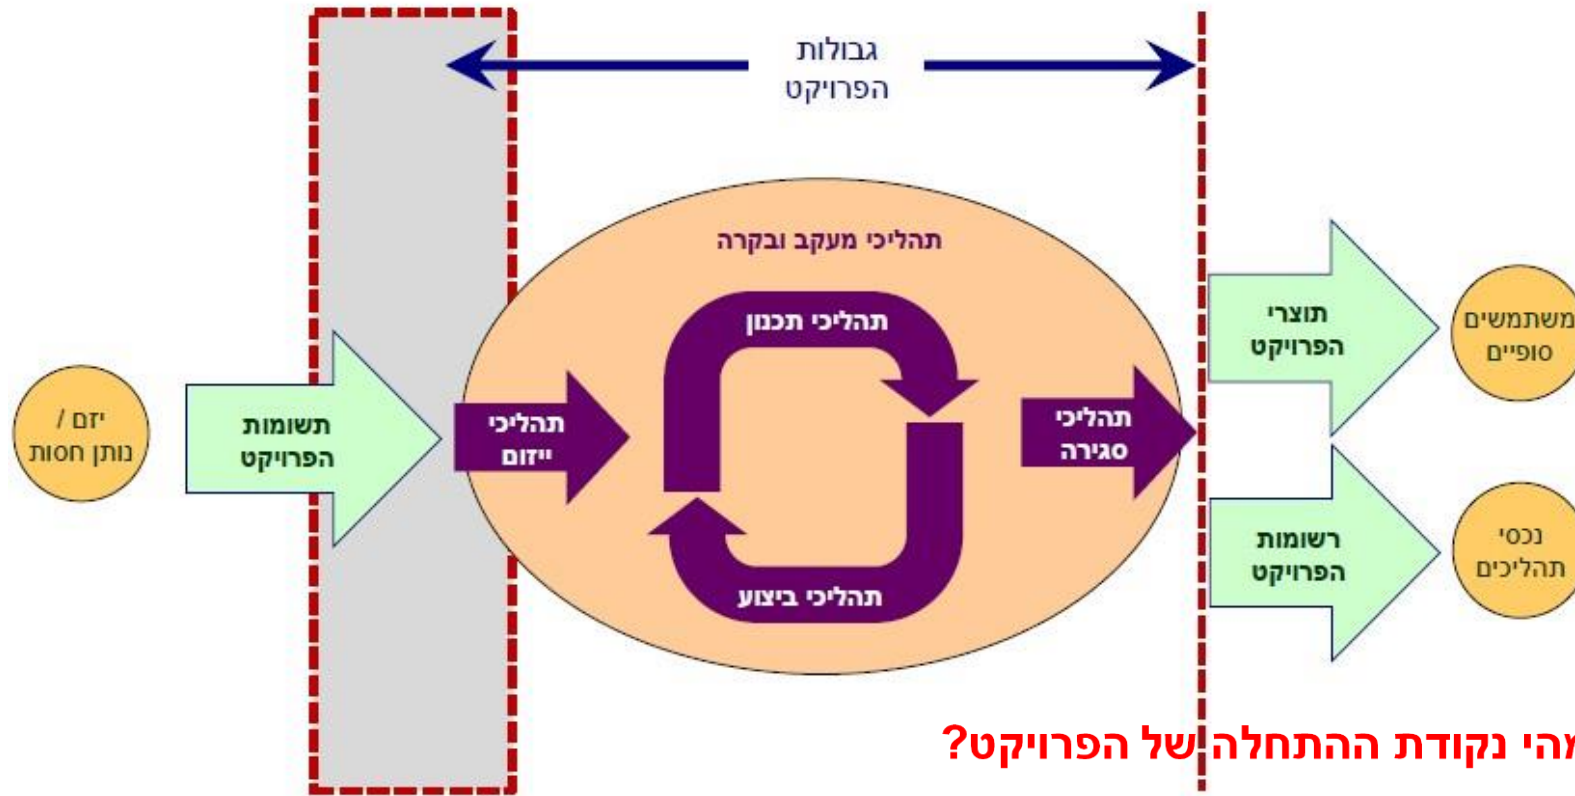 גבולות
הפרויקט
תהליכי מעקב ובקרה
תהליכי תכנון
תוצרי
הפרויקט
משתמשים
סופיים
יזם /
נותן חסות
תשומות
הפרויקט
תהליכי
ייזום
תהליכי
סגירה
תהליכי ביצוע
רשומות
הפרויקט
נכסי
תהליכים
מהי נקודת ההתחלה של הפרויקט?